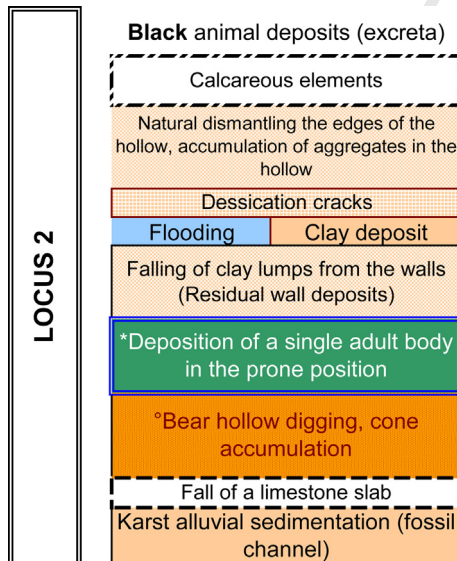 Black animal deposits (excreta)
Calcareous elements
Natural dismantling the edges of the
hollow, accumulation of aggregates in the
hollow
Dessication cracks
Flooding
Clay deposit
Falling of clay lumps from the walls
(Residual wall deposits)
LOCUS 2
*Deposition of a single adult body
in the prone position
°Bear hollow digging, cone
accumulation
Fall of a limestone slab
Karst alluvial sedimentation (fossil
channel)